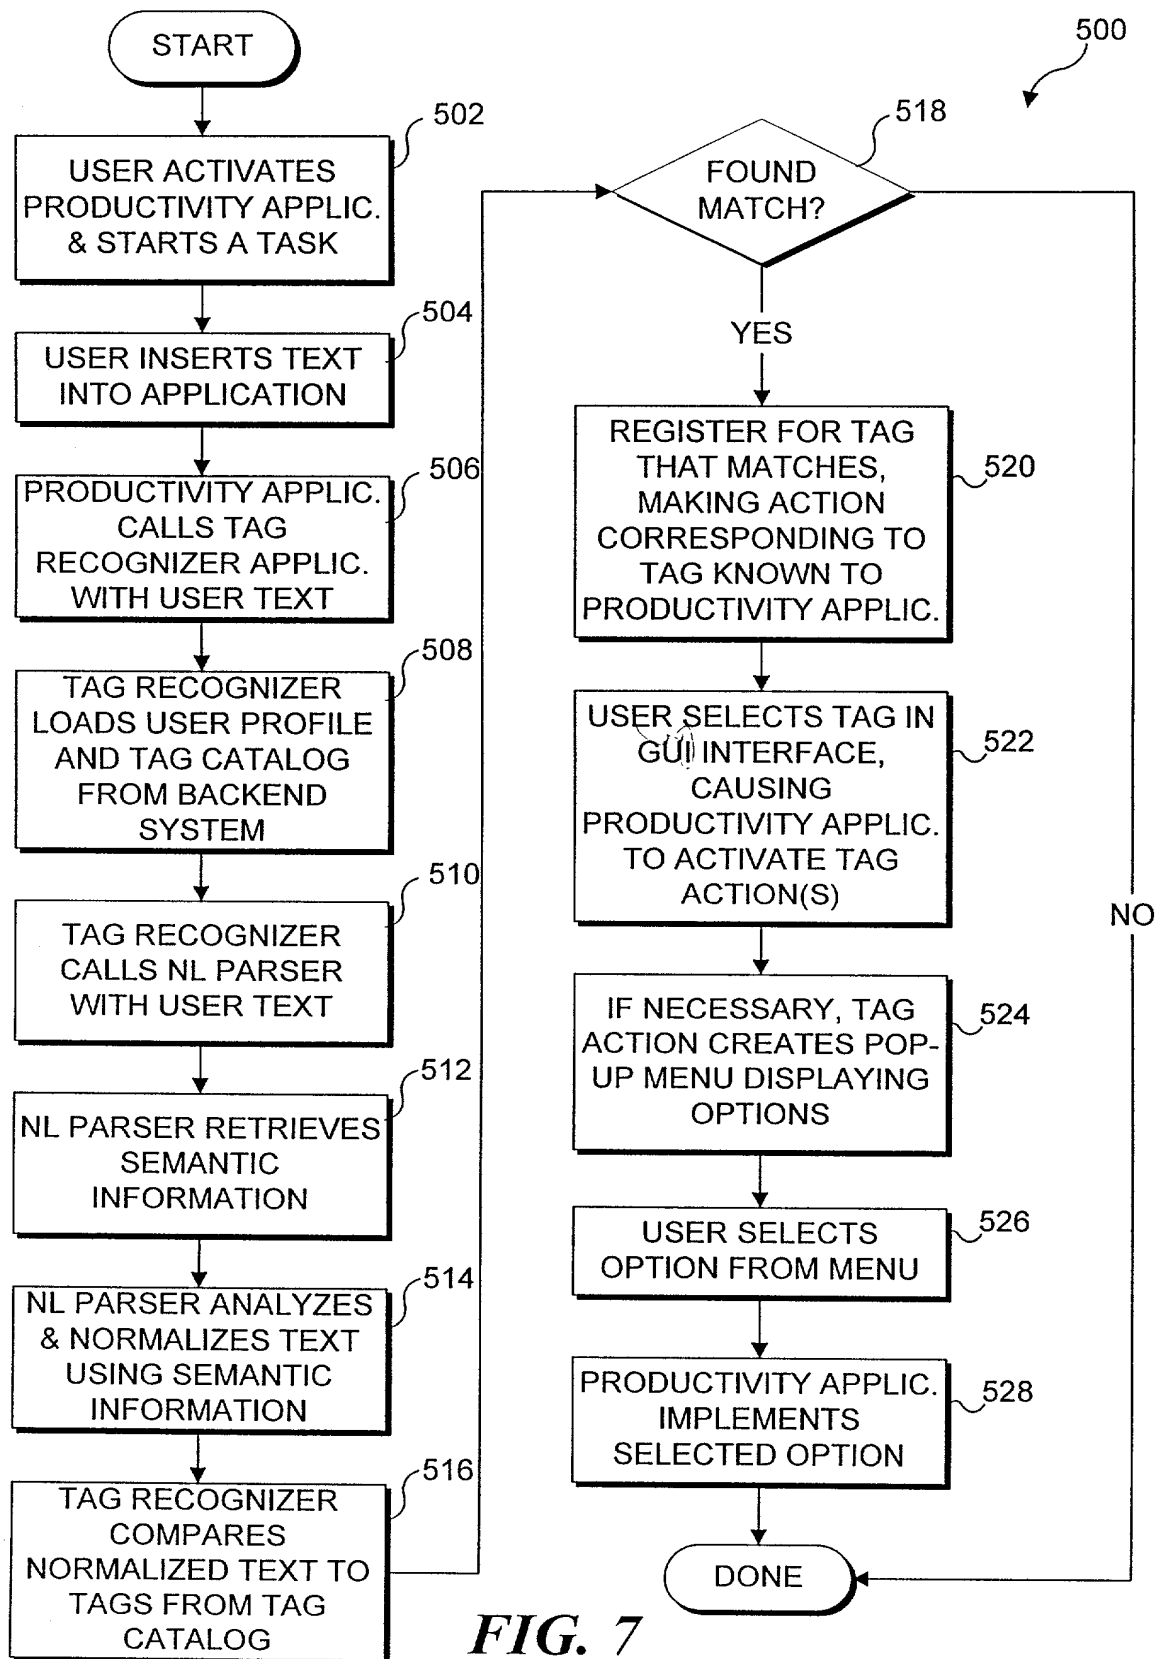 START
502
USER ACTIVATES
PRODUCTIVITY APPLIC.
& STARTS A TASK
504
USER INSERTS TEXT
INTO APPLICATION
506
PRODUCTIVITY APPLIC.
CALLS TAG
RECOGNIZER APPLIC.
WITH USER TEXT
508
TAG RECOGNIZER
LOADS USER PROFILE
AND TAG CATALOG
FROM BACKEND
SYSTEM
510
TAG RECOGNIZER
CALLS NL PARSER
WITH USER TEXT
512
NL PARSER RETRIEVES
SEMANTIC
INFORMATION
514
NL PARSER ANALYZES
& NORMALIZES TEXT
USING SEMANTIC
INFORMATION
516
TAG RECOGNIZER
COMPARES
NORMALIZED TEXT TO
TAGS FROM TAG
CATALOG
500
518
FOUND
MATCH?
YES
NO
520
REGISTER FOR TAG
THAT MATCHES,
MAKING ACTION
CORRESPONDING TO
TAG KNOWN TO
PRODUCTIVITY APPLIC.
522
USER SELECTS TAG IN
GUI INTERFACE,
CAUSING
PRODUCTIVITY APPLIC.
TO ACTIVATE TAG
ACTION(S)
524
IF NECESSARY, TAG
ACTION CREATES POP-
UP MENU DISPLAYING
OPTIONS
526
USER SELECTS
OPTION FROM MENU
528
PRODUCTIVITY APPLIC.
IMPLEMENTS
SELECTED OPTION
DONE
FIG. 7